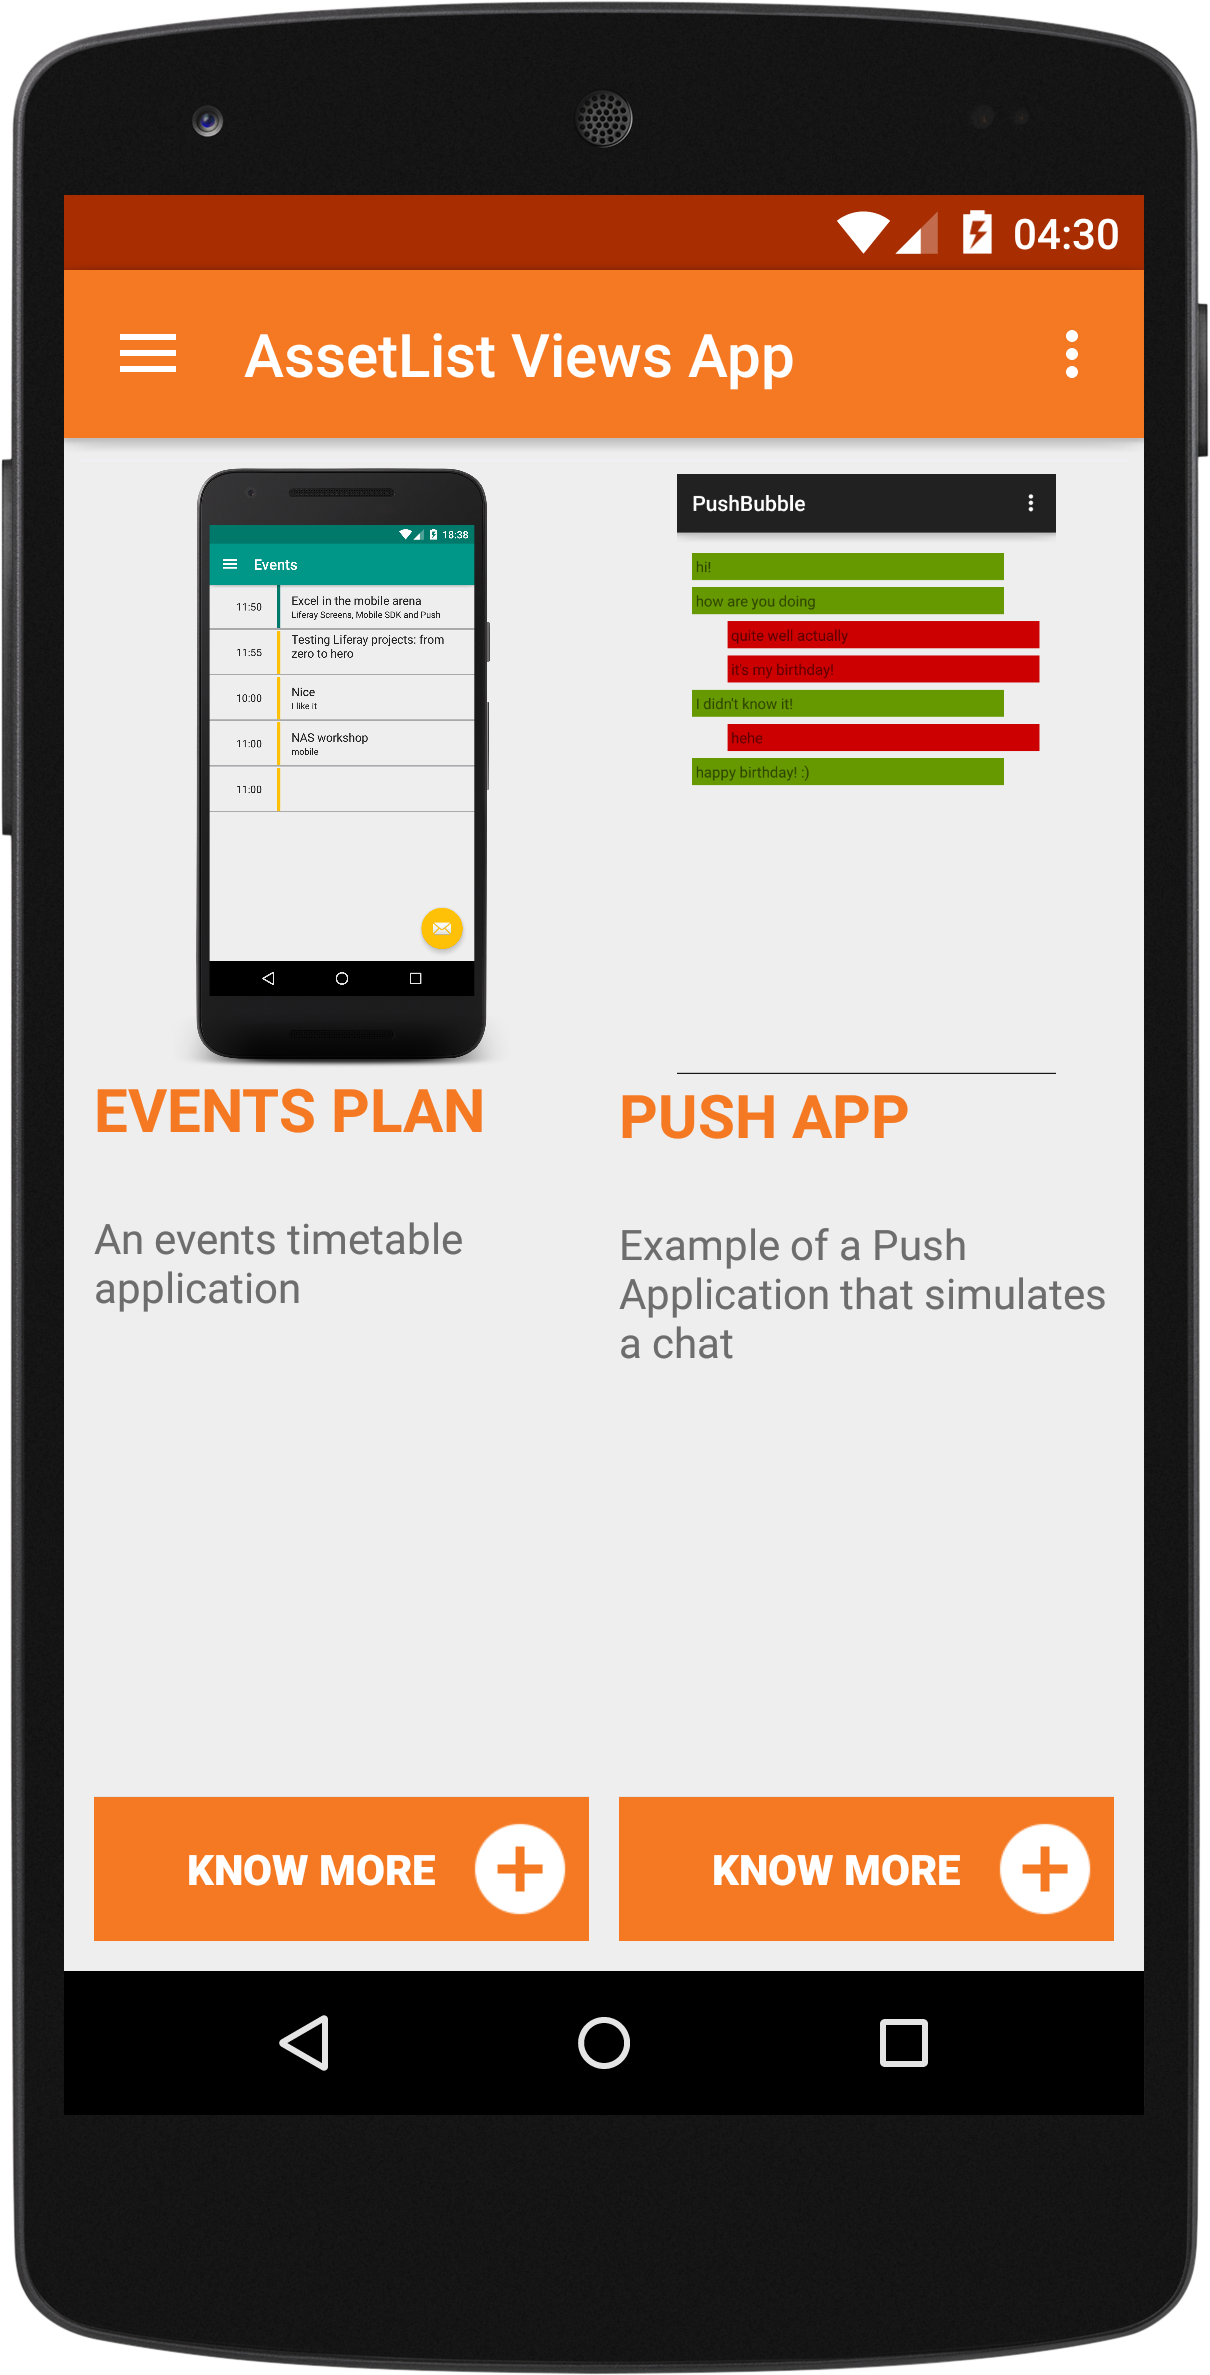 04:30
AssetList Views App
18:38
Events
11:50
Excel in the mobile arena
Liferay Screens, Mobile SDK and Push
11:55
Testing Liferay projects: from
zero to hero
10:00
Nice
I like it
11:00
NAS workshop
mobile
11:00
EVENTS PLAN
An events timetable
application
KNOW MORE
PushBubble
hi!
how are you doing
quite well actually
it's my birthday!
I didn't know it!
hehe
happy birthday! :)
PUSH APP
Example of a Push
Application that simulates
a chat
KNOW MORE